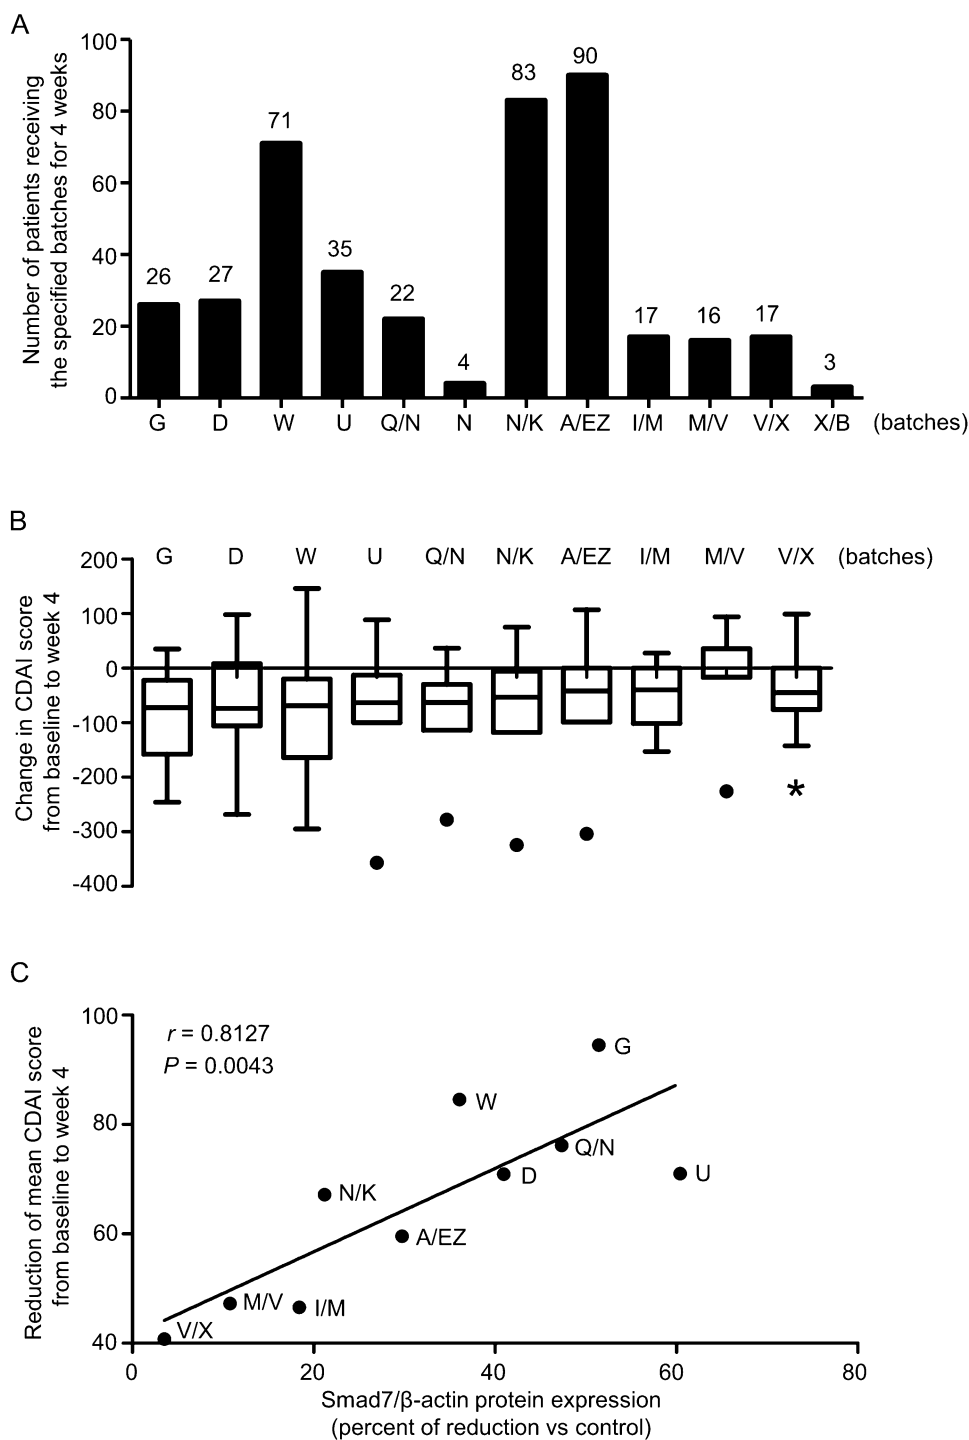 A
Number of patients receiving
the specified batches for 4 weeks
100
80
60
40
20
0
26
27
71
35
22
4
83
90
17
16
17
3
G D W U Q/N N N/K A/EZ I/M M/V V/X X/B (batches)
B
Change in CDAI score
from baseline to week 4
G D W U Q/N N/K A/EZ I/M M/V V/X (batches)
200
100
0
-100
-200
-300
-400
*
C
Reduction of mean CDAI score
from baseline to week 4
100
80
60
40
r = 0.8127
P = 0.0043
G
W
Q/N
D
U
N/K
A/EZ
M/V
I/M
V/X
0 20 40 60 80
Smad7/β-actin protein expression
(percent of reduction vs control)